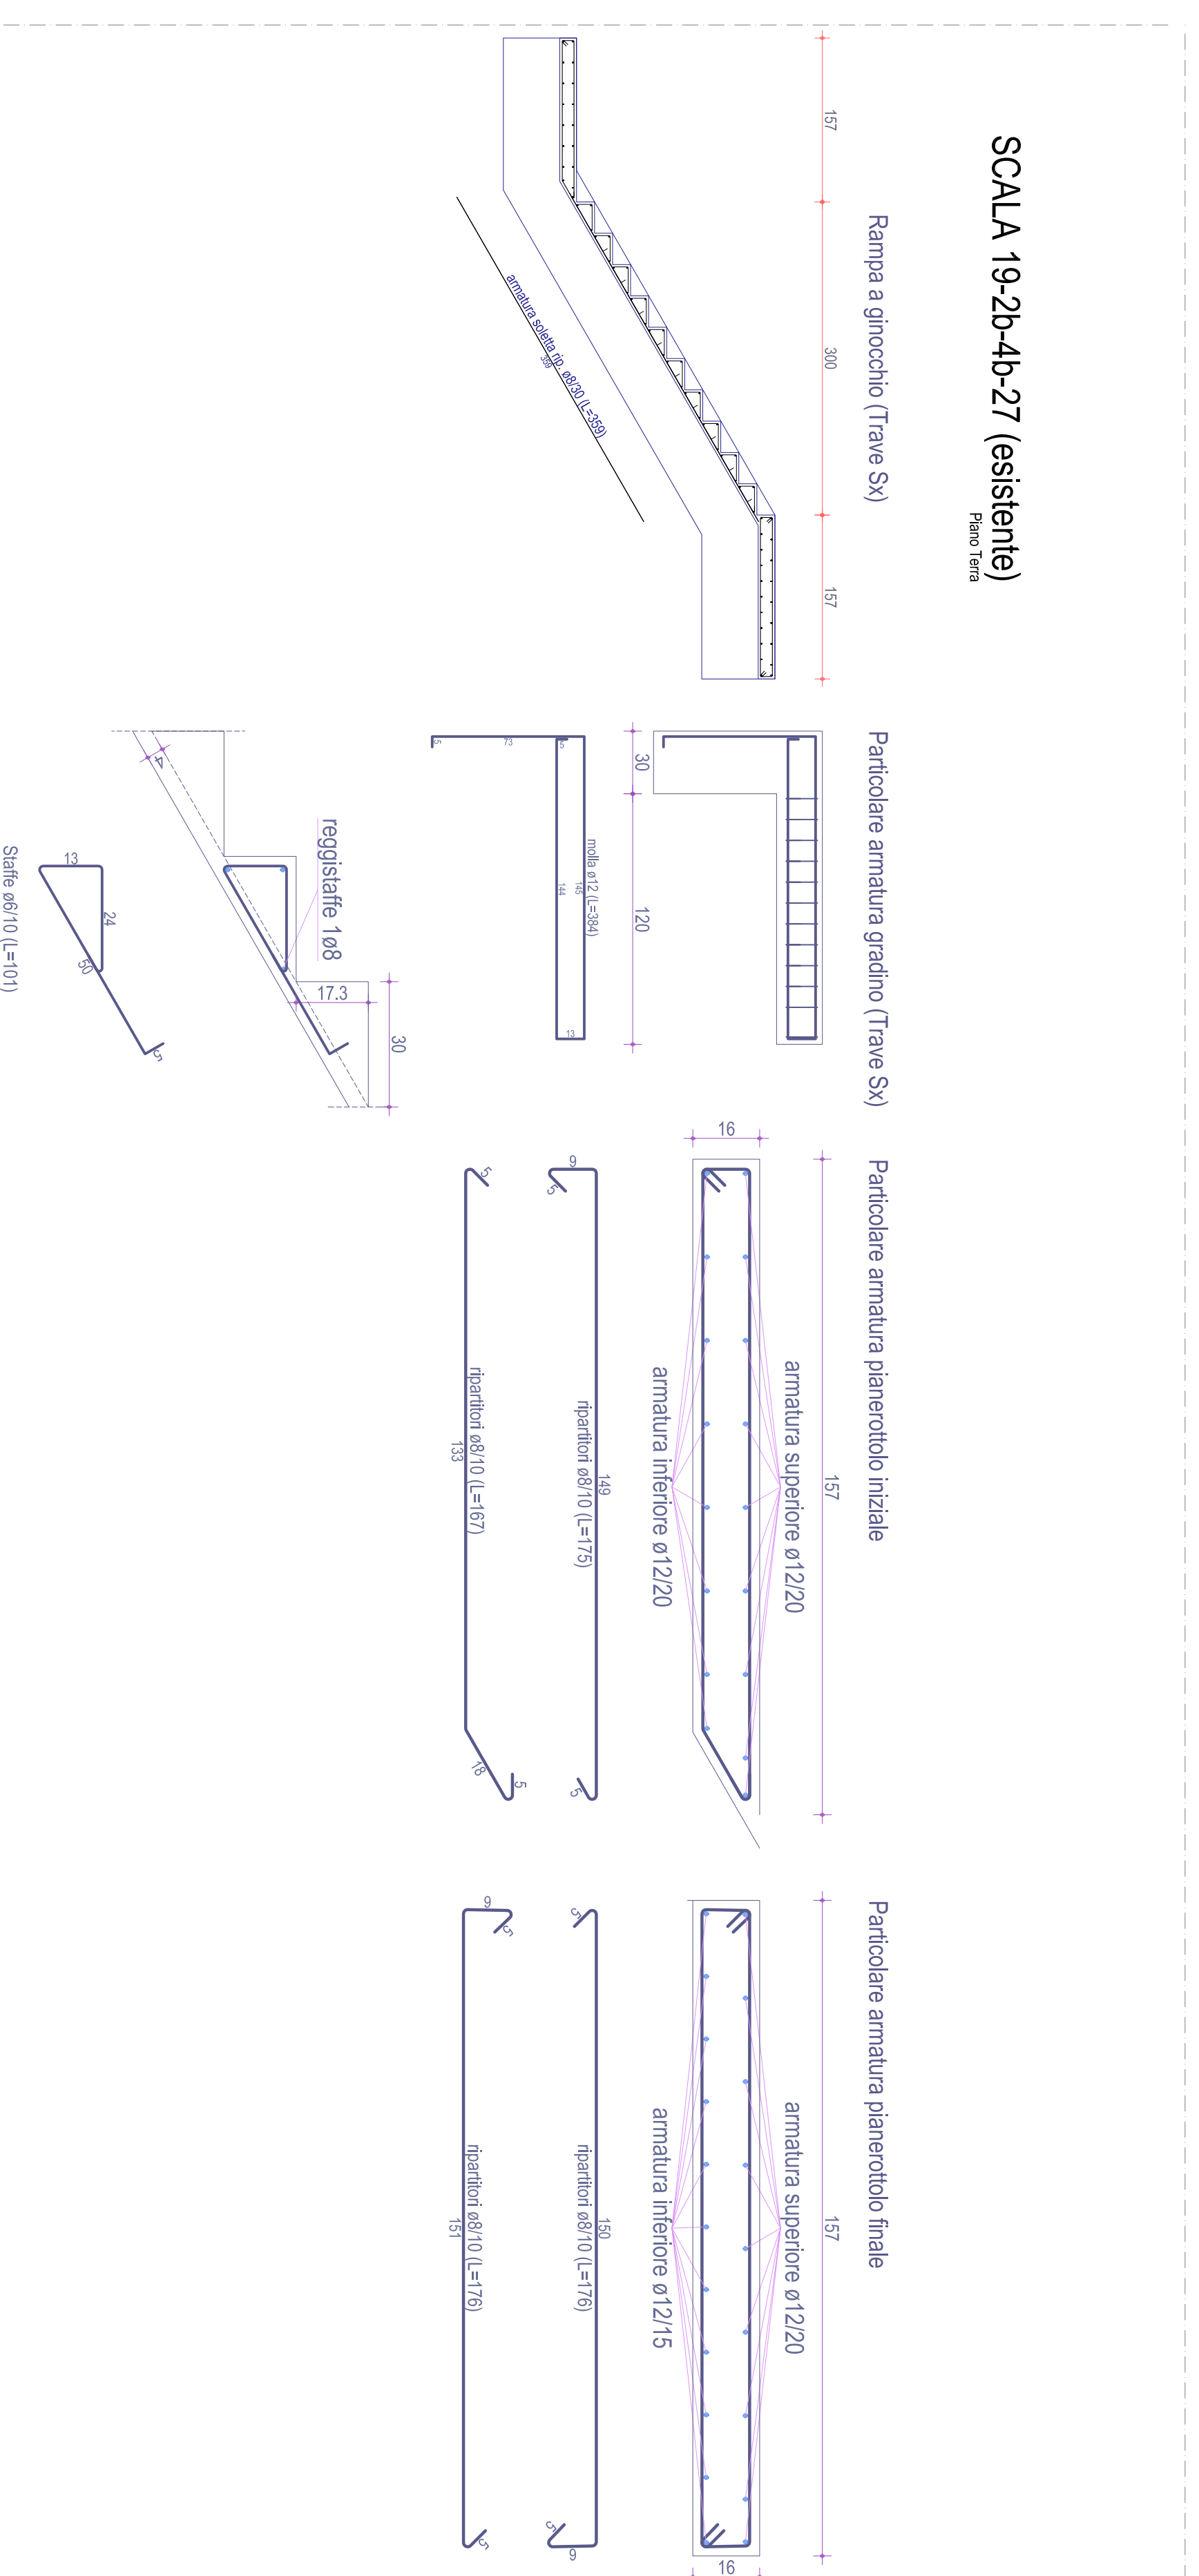 SCALA 19-2b-4b-27 (esistente)
Piano Terra
Rampa a ginocchio (Trave Sx)
157
300
157
armatura soletta rip. ø8/30 (L=359)
359
Particolare armatura gradino (Trave Sx)
30
120
molla ø12 (L=384)
145
144
5
73
5
13
30
17.3
reggistaffe 1ø8
4
13
24
50
5
Staffe ø6/10 (L=101)
Particolare armatura pianerottolo iniziale
157
16
armatura superiore ø12/20
armatura inferiore ø12/20
149
ripartitori ø8/10 (L=175)
9
5
5
ripartitori ø8/10 (L=167)
133
5
18
5
Particolare armatura pianerottolo finale
157
16
armatura superiore ø12/20
armatura inferiore ø12/15
150
ripartitori ø8/10 (L=176)
5
5
9
ripartitori ø8/10 (L=176)
151
9
5
5